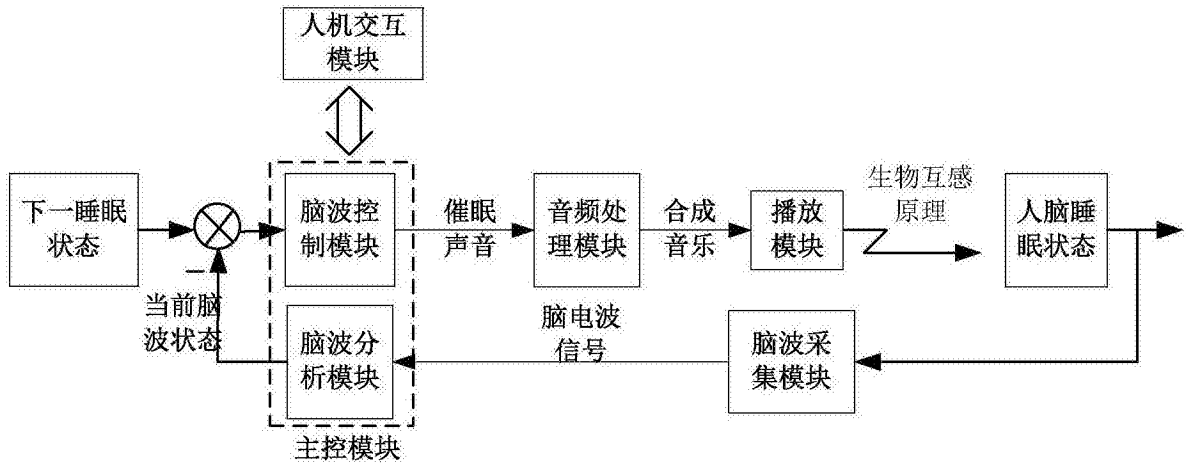 人机交互
模块
下一睡眠
状态
脑波控
制模块
催眠
声音
音频处
理模块
合成
音乐
播放
模块
生物互感
原理
人脑睡
眠状态
当前脑
波状态
脑波分
析模块
脑电波
信号
脑波采
集模块
主控模块